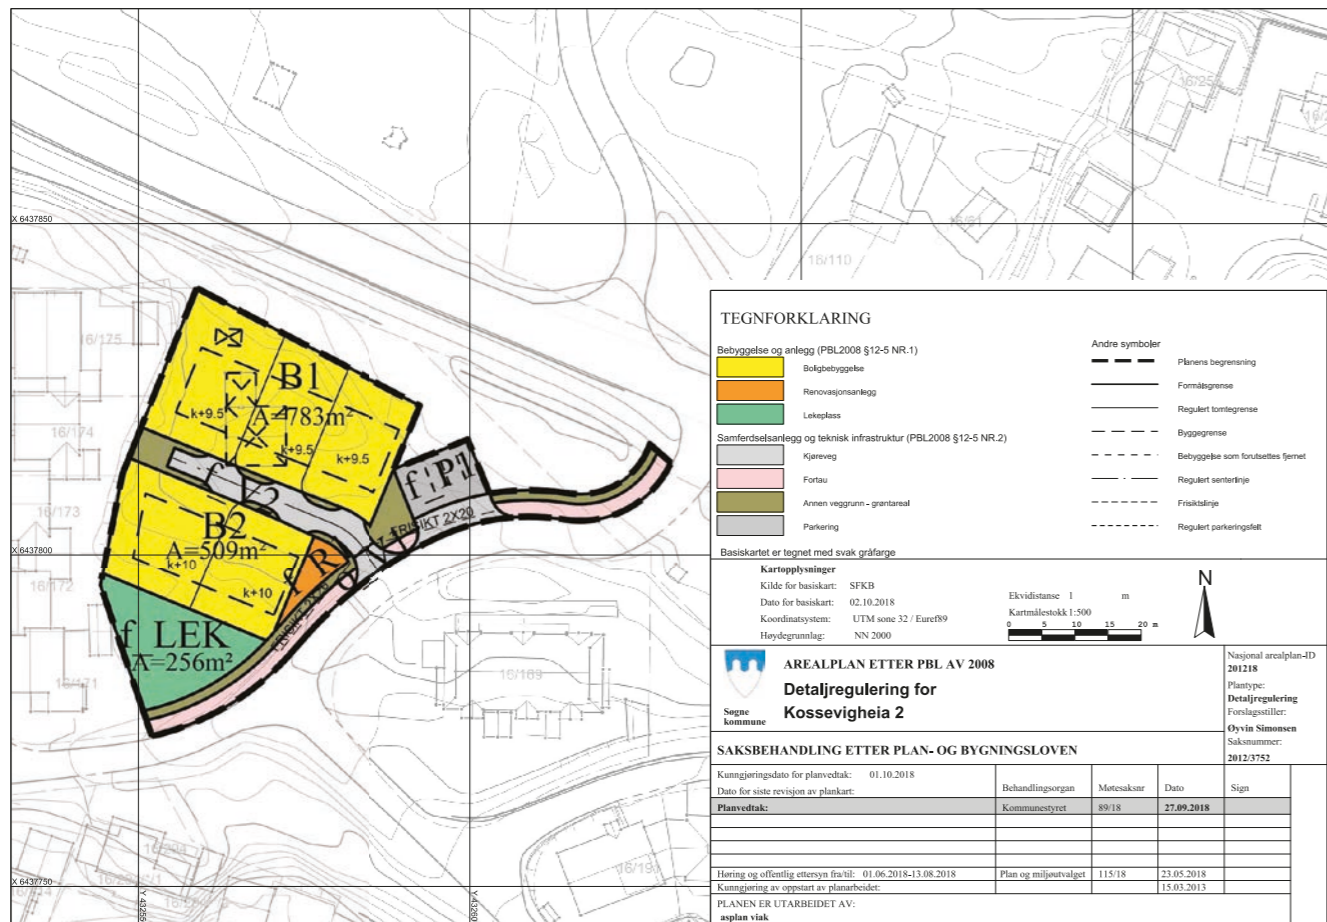 X 6437850
X 6437800
X 6437750
16/175
16/174
16/173
16/172
16/171
16/169
18/110
B1
A=783m²
k+9.5
k+9.5
k+9.5
f V2
f P1
FRISIKT 2X20
B2
A=509m²
k+10
k+10
f R
FRISIKT 2X20
f LEK
A=256m²
TEGNFORKLARING
Bebyggelse og anlegg (PBL2008 §12-5 NR.1)
Boligbebyggelse
Renovasjonsanlegg
Lekeplass
Samferdselsanlegg og teknisk infrastruktur (PBL2008 §12-5 NR.2)
Kjøreveg
Fortau
Annen veggrunn - grøntareal
Parkering
Andre symboler
Planens begrensning
Formålsgrense
Regulert tomtegrense
Byggegrense
Bebyggelse som forutsettes fjernet
Regulert senterlinje
Frisiktslinje
Regulert parkeringsfelt
Basiskartet er tegnet med svak gråfarge
Kartopplysninger
Kilde for basiskart: SFKB
Dato for basiskart: 02.10.2018
Koordinatsystem: UTM sone 32 / Euref89
Høydegrunnlag: NN 2000
Ekvidistanse 1 m
Kartmålestokk 1:500
0 5 10 15 20 m
N
Søgne kommune
AREALPLAN ETTER PBL AV 2008
Detaljregulering for
Kossevigheia 2
Nasjonal arealplan-ID
201218
Plantype:
Detaljregulering
Forslagsstiller:
Øyvin Simonsen
Saksnummer:
2012/3752
SAKSBEHANDLING ETTER PLAN- OG BYGNINGSLOVEN
Kunngjøringsdato for planvedtak: 01.10.2018
Dato for siste revisjon av plankart:
Behandlingsorgan Møtesaksnr Dato Sign
Planvedtak: Kommunestyret 89/18 27.09.2018
Høring og offentlig ettersyn fra/til: 01.06.2018-13.08.2018 Plan og miljøutvalget 115/18 23.05.2018
Kunngjøring av oppstart av planarbeidet: 15.03.2013
PLANEN ER UTARBEIDET AV:
asplan viak